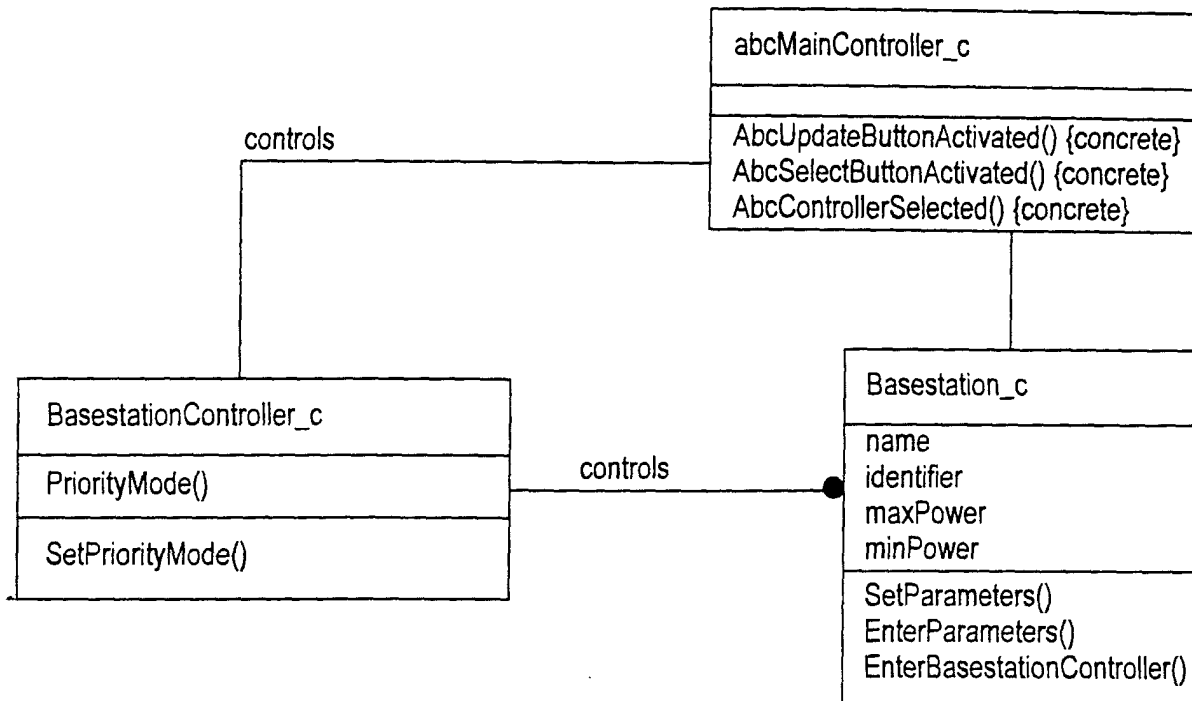 abcMainController_c
AbcUpdateButtonActivated() {concrete}
AbcSelectButtonActivated() {concrete}
AbcControllerSelected() {concrete}
controls
BasestationController_c
PriorityMode()
SetPriorityMode()
controls
Basestation_c
name
identifier
maxPower
minPower
SetParameters()
EnterParameters()
EnterBasestationController()